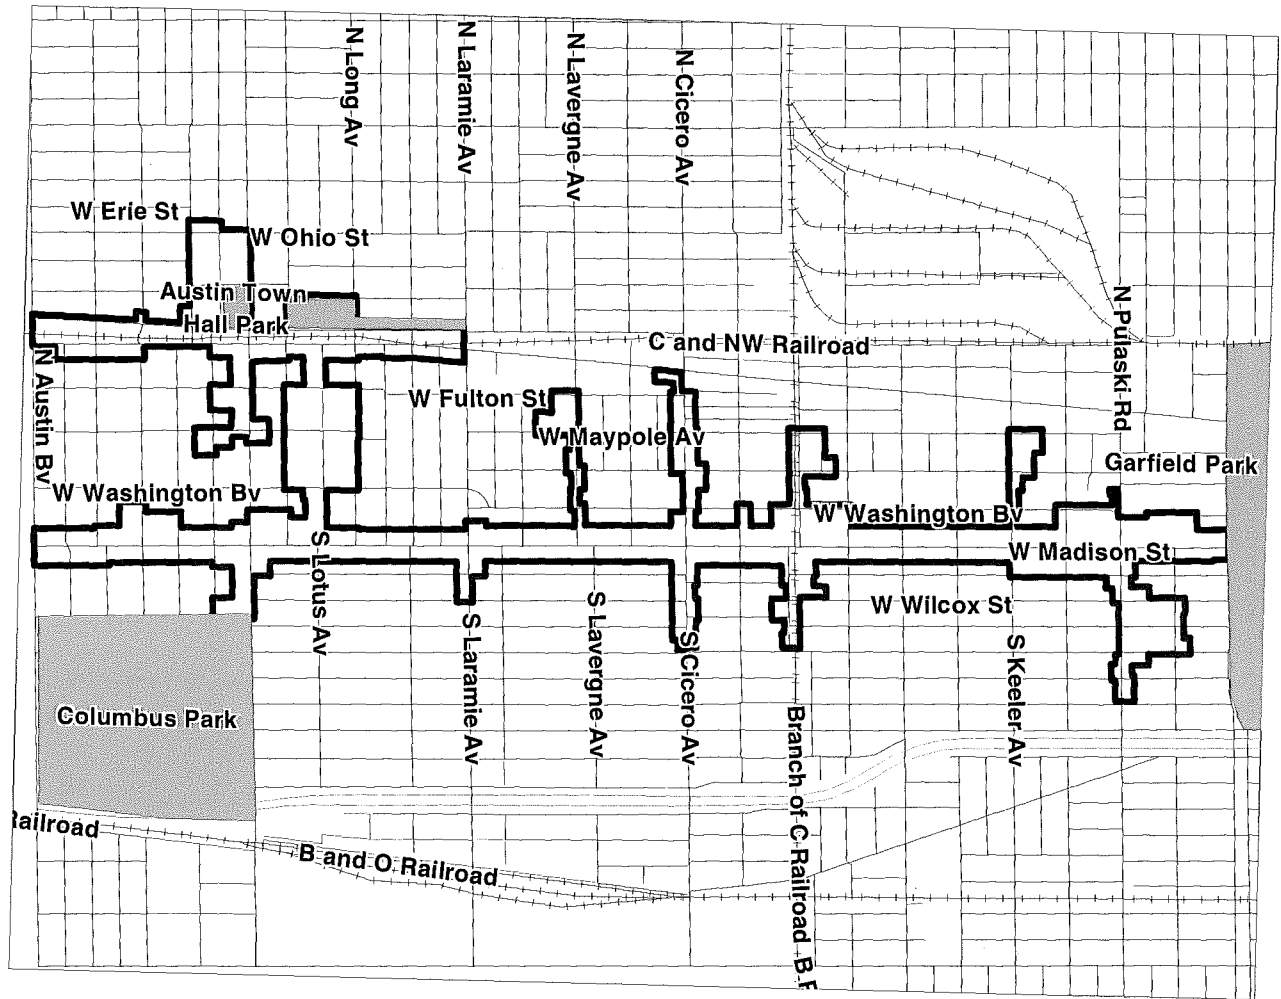 N Long Av
N Laramie Av
N Lavergne Av
N Cicero Av
W Erie St
W Ohio St
Austin Town
Hall Park
N Pulaski Rd
C and NW Railroad
N Austin Bv
W Fulton St
W Maypole Av
Garfield Park
W Washington Bv
W Washington Bv
W Madison St
S Lotus Av
W Wilcox St
S Laramie Av
S Lavergne Av
S Cicero Av
S Keeler Av
Columbus Park
Branch of C Railroad B
Railroad
B and O Railroad